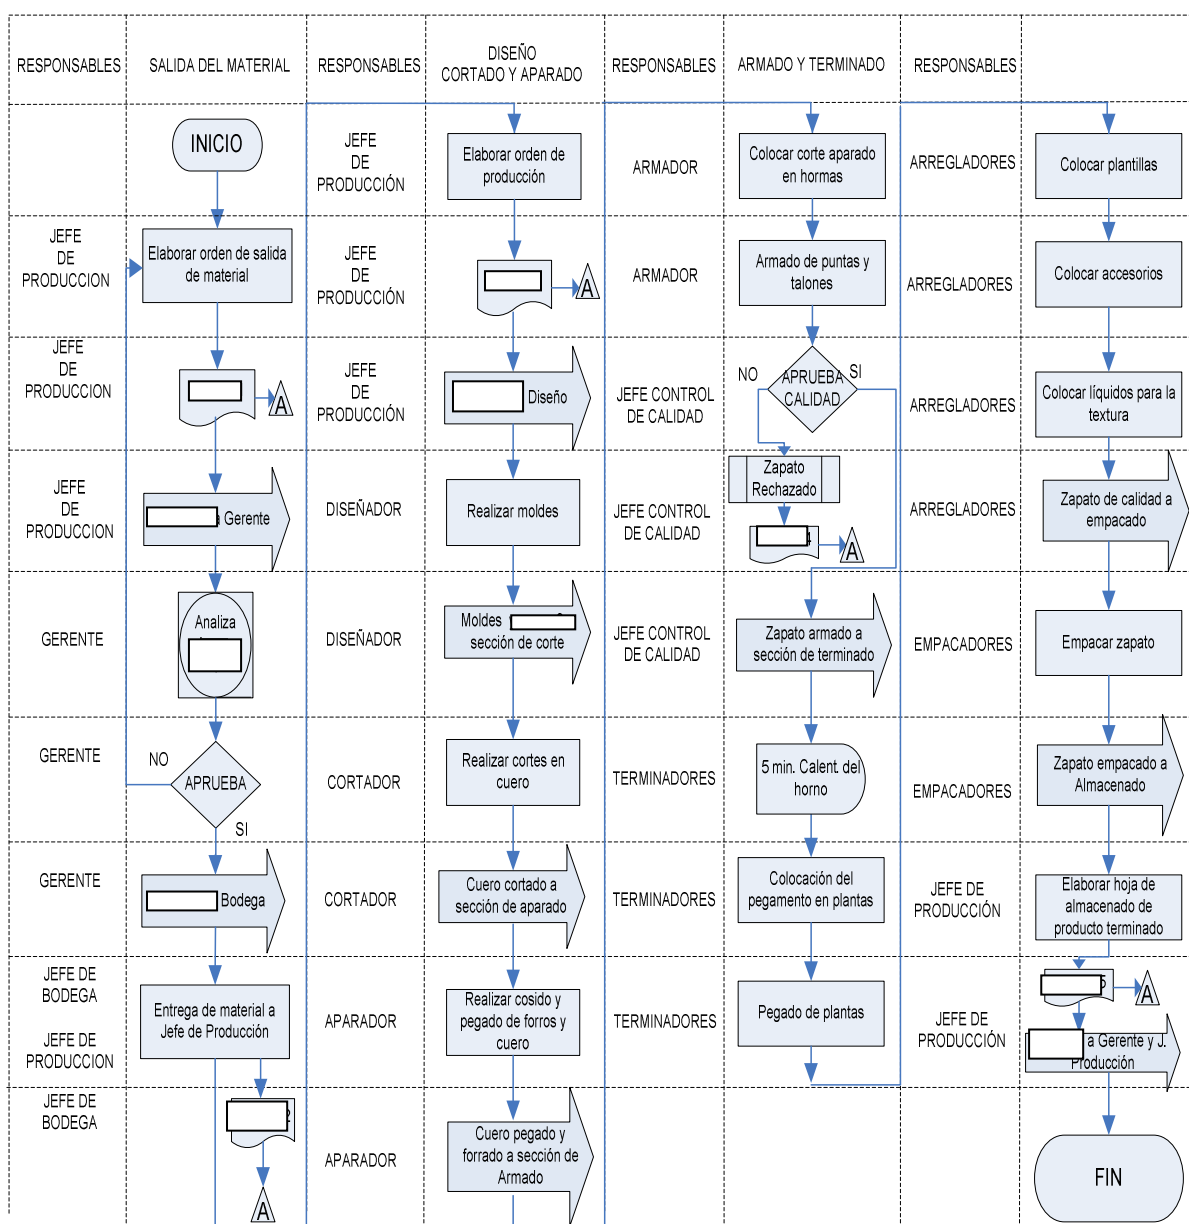 RESPONSABLES
SALIDA DEL MATERIAL
RESPONSABLES
DISEÑO
CORTADO Y APARADO
RESPONSABLES
ARMADO Y TERMINADO
RESPONSABLES
INICIO
JEFE
DE
PRODUCCION
Elaborar orden de salida
de material
JEFE
DE
PRODUCCION
A
JEFE
DE
PRODUCCION
Gerente
GERENTE
Analiza
GERENTE
NO
APRUEBA
SI
GERENTE
Bodega
JEFE DE
BODEGA
JEFE DE
PRODUCCION
Entrega de material a
Jefe de Producción
JEFE DE
BODEGA
2
A
JEFE
DE
PRODUCCIÓN
Elaborar orden de
producción
JEFE
DE
PRODUCCIÓN
A
JEFE
DE
PRODUCCIÓN
Diseño
DISEÑADOR
Realizar moldes
DISEÑADOR
Moldes
sección de corte
CORTADOR
Realizar cortes en
cuero
CORTADOR
Cuero cortado a
sección de aparado
APARADOR
Realizar cosido y
pegado de forros y
cuero
APARADOR
Cuero pegado y
forrado a sección de
Armado
ARMADOR
Colocar corte aparado
en hormas
ARMADOR
Armado de puntas y
talones
JEFE CONTROL
DE CALIDAD
NO
APRUEBA
CALIDAD
SI
JEFE CONTROL
DE CALIDAD
Zapato
Rechazado
4
A
JEFE CONTROL
DE CALIDAD
Zapato armado a
sección de terminado
TERMINADORES
5 min. Calent. del
horno
TERMINADORES
Colocación del
pegamento en plantas
TERMINADORES
Pegado de plantas
ARREGLADORES
Colocar plantillas
ARREGLADORES
Colocar accesorios
ARREGLADORES
Colocar líquidos para la
textura
ARREGLADORES
Zapato de calidad a
empacado
EMPACADORES
Empacar zapato
EMPACADORES
Zapato empacado a
Almacenado
JEFE DE
PRODUCCIÓN
Elaborar hoja de
almacenado de
producto terminado
5
A
JEFE DE
PRODUCCIÓN
a Gerente y J.
Producción
FIN